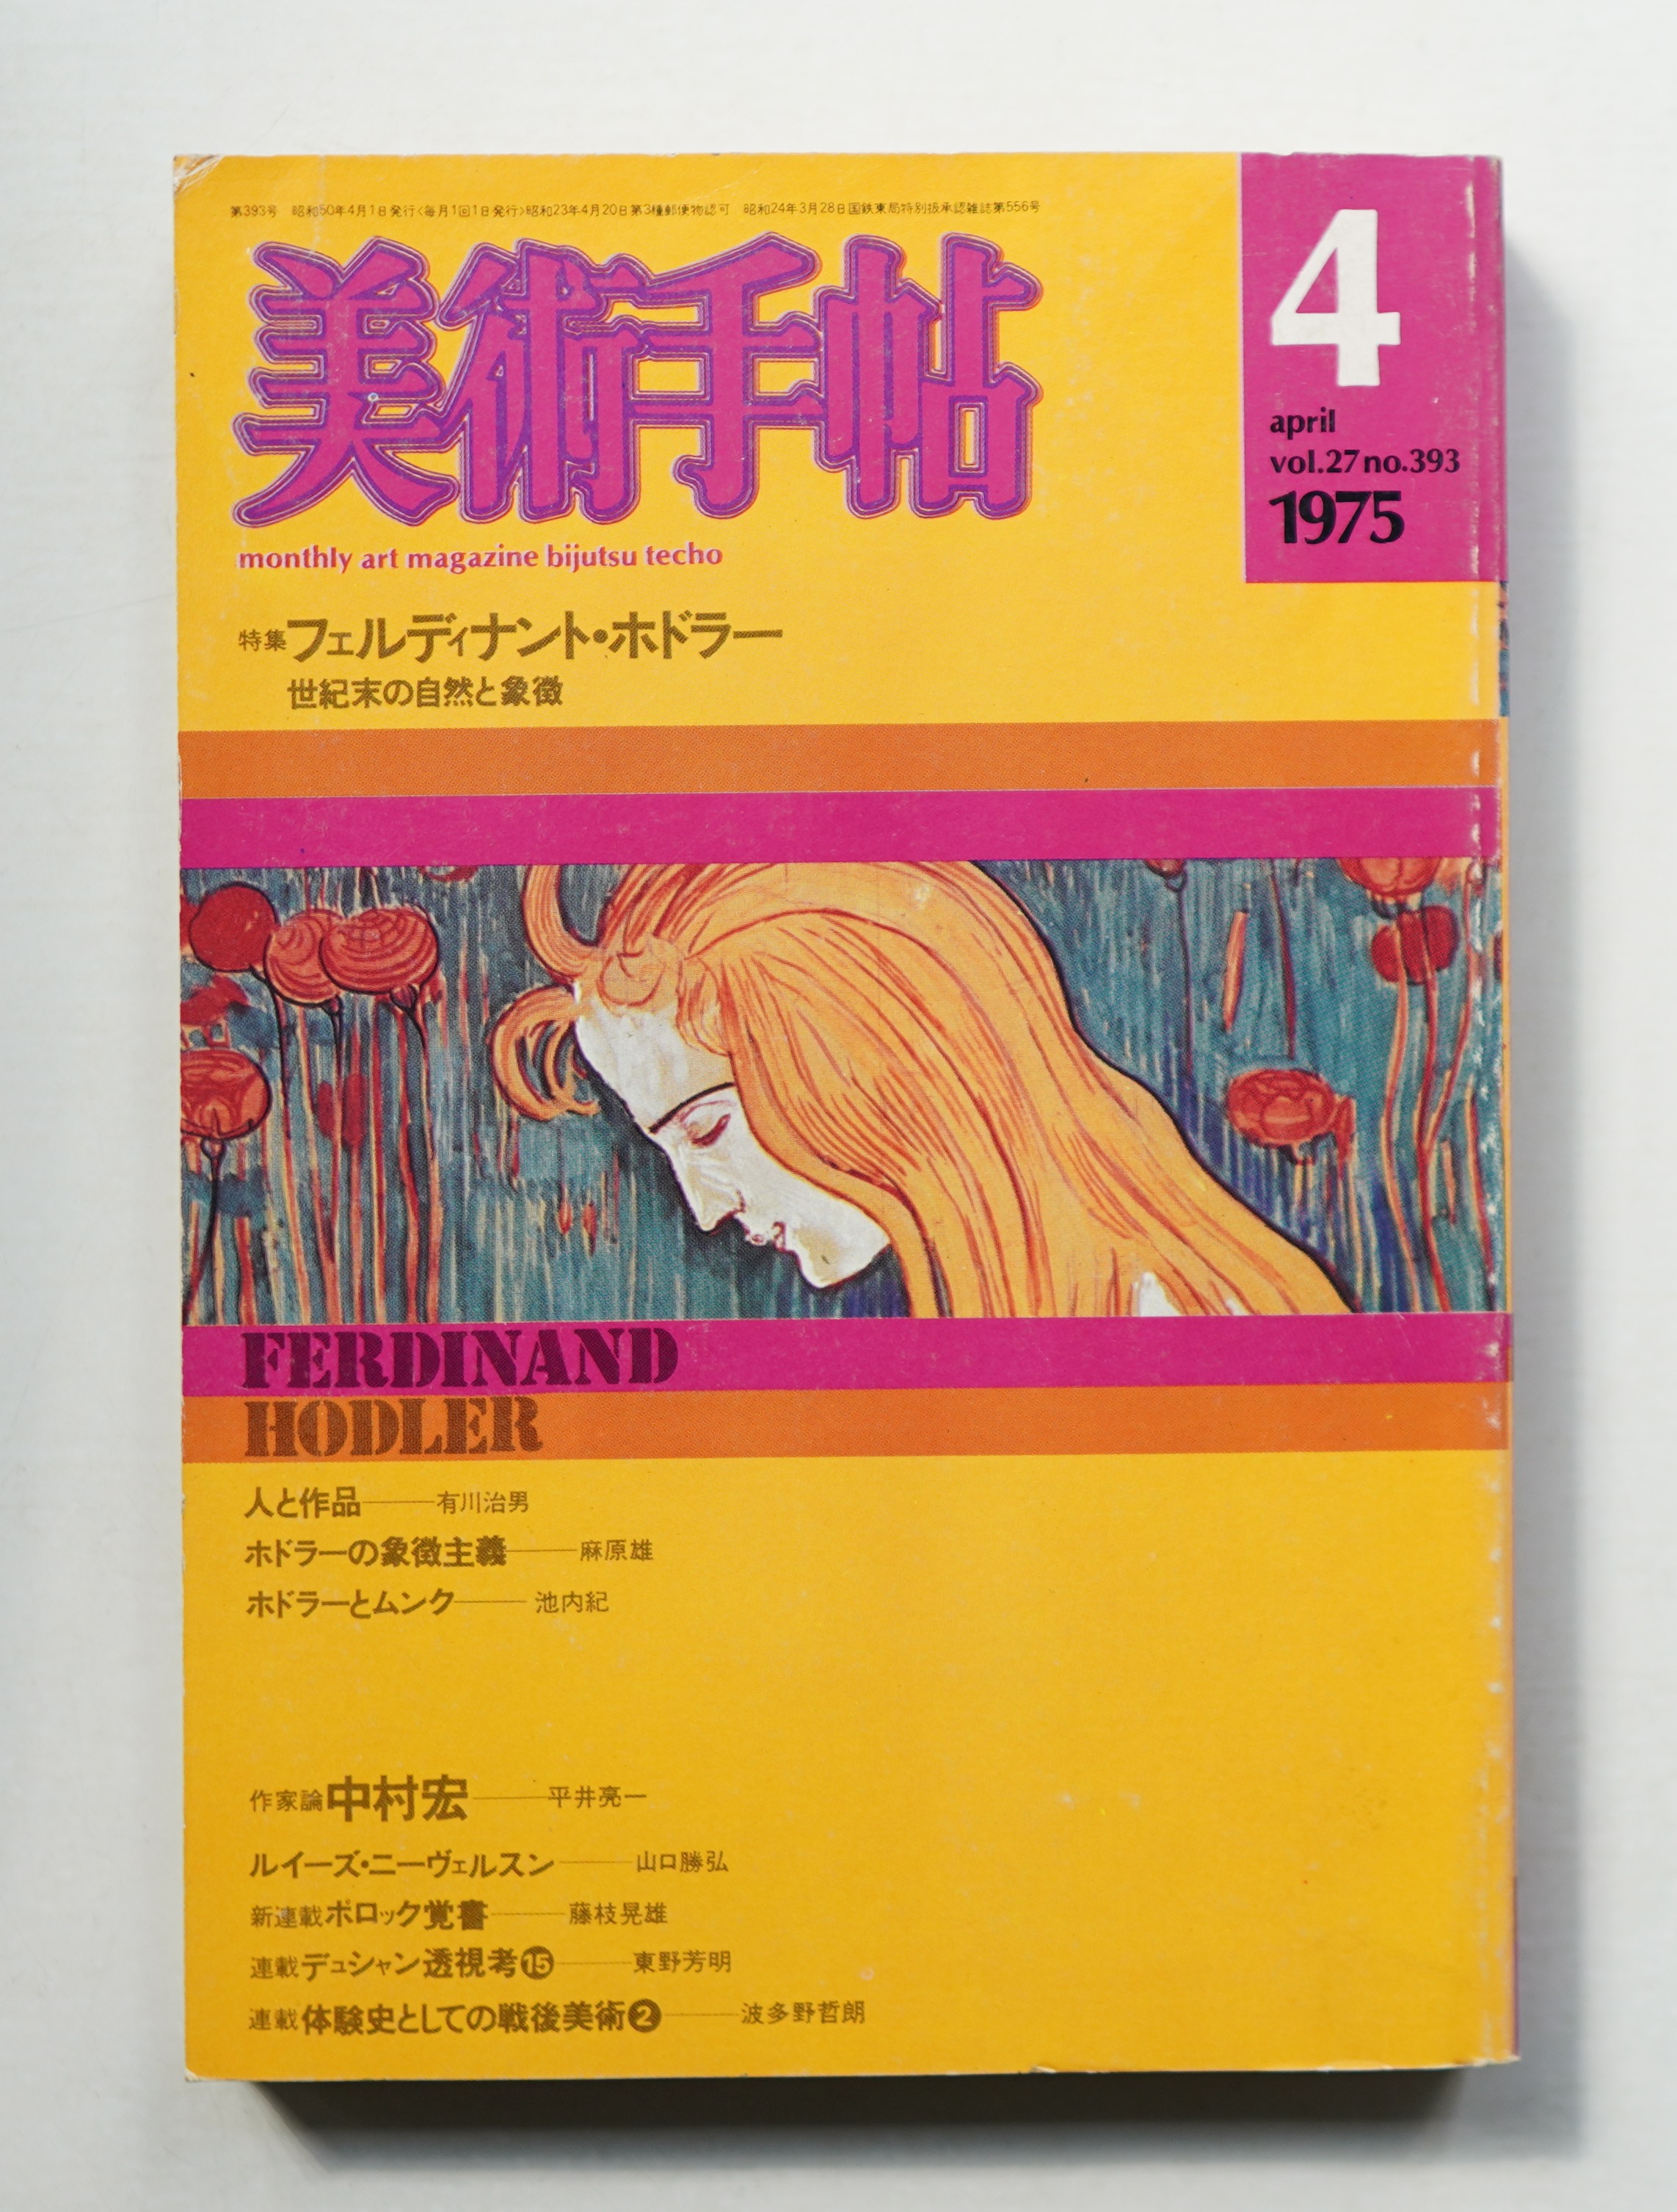 第393号 昭和50年4月1日発行〈毎月1回1日発行〉昭和23年4月20日第3種郵便物認可 昭和24年3月28日国鉄東局特別扱承認雑誌第556号
美術手帖
monthly art magazine bijutsu techo
4
april
vol.27 no.393
1975
特集 フェルディナント・ホドラー
世紀末の自然と象徴
FERDINAND
HODLER
人と作品――有川治男
ホドラーの象徴主義――麻原雄
ホドラーとムンク――池内紀
作家論 中村宏――平井亮一
ルイーズ・ニーヴェルスン――山口勝弘
新連載 ポロック覚書――藤枝晃雄
連載 デュシャン透視考⑮――東野芳明
連載 体験史としての戦後美術❷――波多野哲朗